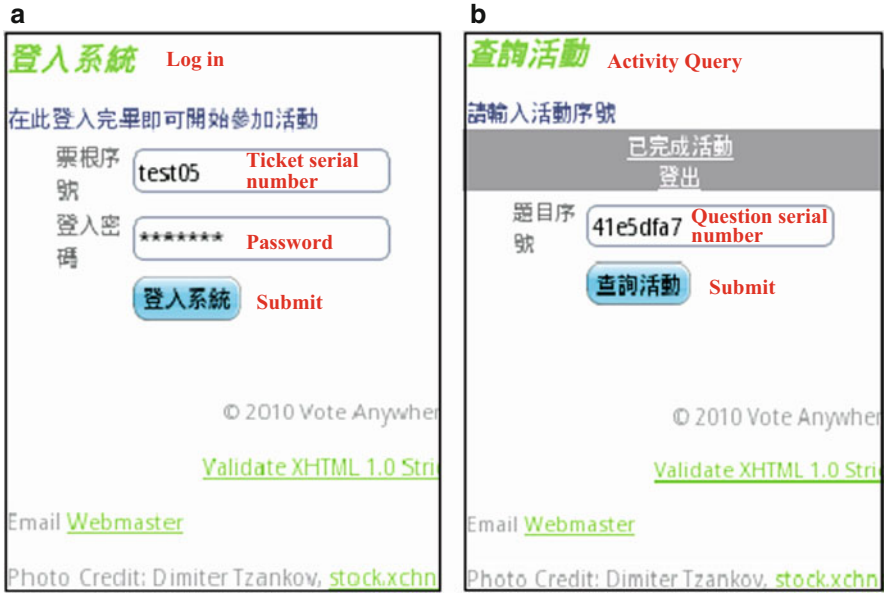 a
登入系統 Log in
在此登入完畢即可開始參加活動
票根序
號
test05 Ticket serial
number
登入密
碼
******* Password
登入系統 Submit
© 2010 Vote Anywher
Validate XHTML 1.0 Stri
Email Webmaster
Photo Credit: Dimiter Tzankov, stock.xchn
b
查詢活動 Activity Query
請輸入活動序號
已完成活動
登出
題目序
號
41e5dfa7 Question serial
number
查詢活動 Submit
© 2010 Vote Anywher
Validate XHTML 1.0 Stri
Email Webmaster
Photo Credit: Dimiter Tzankov, stock.xchn